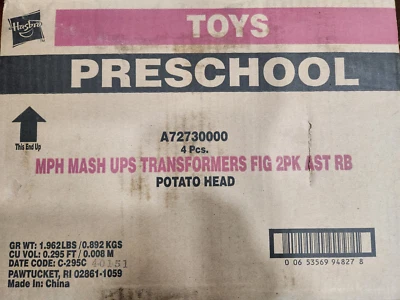 Hasbro
TOYS
PRESCHOOL
This End Up
A72730000
4 Pcs.
MPH MASH UPS TRANSFORMERS FIG 2PK AST RB
POTATO HEAD
GR WT: 1.962LBS / 0.892 KGS
CU VOL: 0.295 FT / 0.008 M
DATE CODE: C-295C 40151
PAWTUCKET, RI 02861-1059
Made In: China
0 06 53569 94827 8